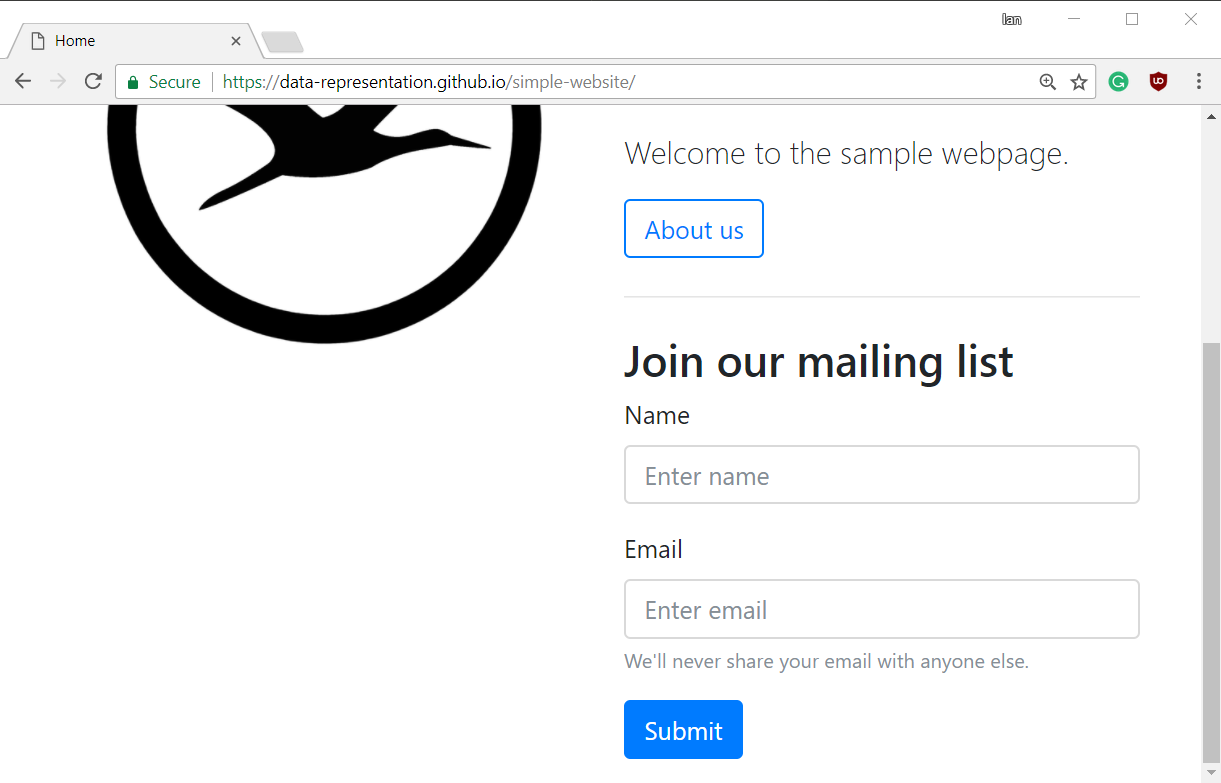 Ian
Home
Secure https://data-representation.github.io/simple-website/
Welcome to the sample webpage.
About us
Join our mailing list
Name
Enter name
Email
Enter email
We'll never share your email with anyone else.
Submit